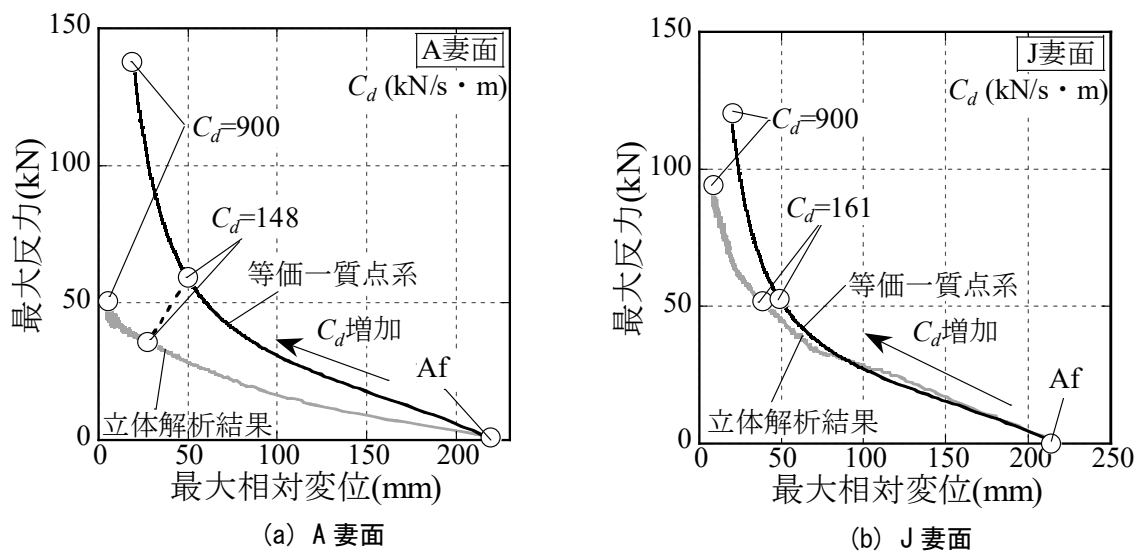 150
100
50
0
最大反力(kN)
A妻面
C_d (kN/s・m)
C_d=900
C_d=148
等価一質点系
C_d増加
Af
立体解析結果
0 50 100 150 200
最大相対変位(mm)
(a) A 妻面
150
100
50
0
最大反力(kN)
J妻面
C_d (kN/s・m)
C_d=900
C_d=161
等価一質点系
C_d増加
Af
立体解析結果
0 50 100 150 200 250
最大相対変位(mm)
(b) J 妻面